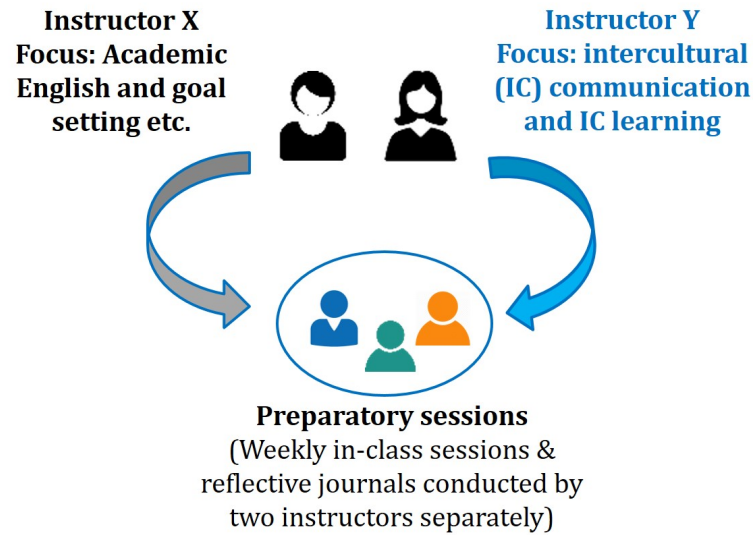 Instructor X
Focus: Academic
English and goal
setting etc.
Instructor Y
Focus: intercultural
(IC) communication
and IC learning
Preparatory sessions
(Weekly in-class sessions &
reflective journals conducted by
two instructors separately)